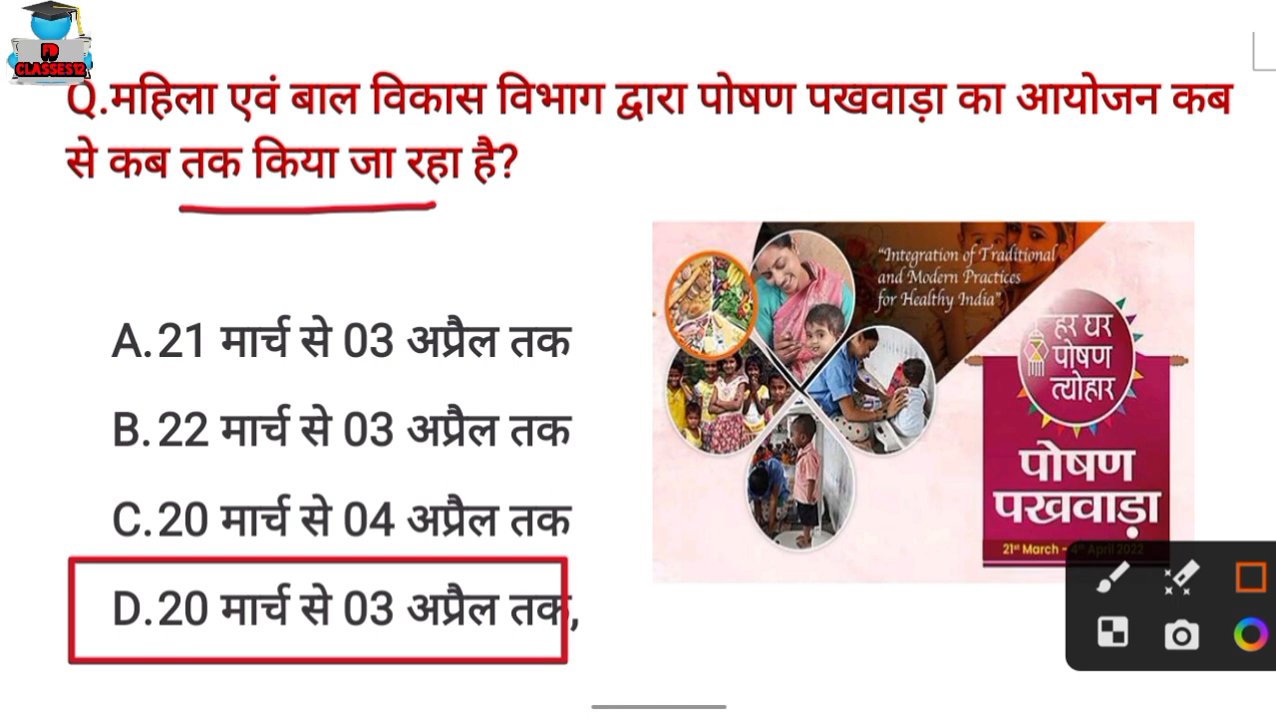 FD
CLASSES12
Q.महिला एवं बाल विकास विभाग द्वारा पोषण पखवाड़ा का आयोजन कब
से कब तक किया जा रहा है?
A.21 मार्च से 03 अप्रैल तक
B.22 मार्च से 03 अप्रैल तक
C.20 मार्च से 04 अप्रैल तक
D.20 मार्च से 03 अप्रैल तक,
"Integration of Traditional
and Modern Practices
for Healthy India"
हर घर
पोषण
त्योहार
पोषण
पखवाड़ा
21st March - 4th April 2022